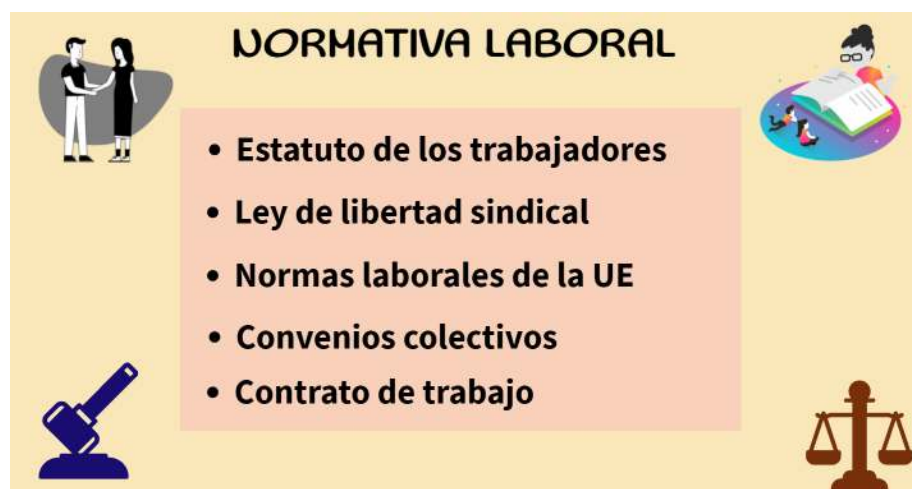 NORMATIVA LABORAL
• Estatuto de los trabajadores
• Ley de libertad sindical
• Normas laborales de la UE
• Convenios colectivos
• Contrato de trabajo